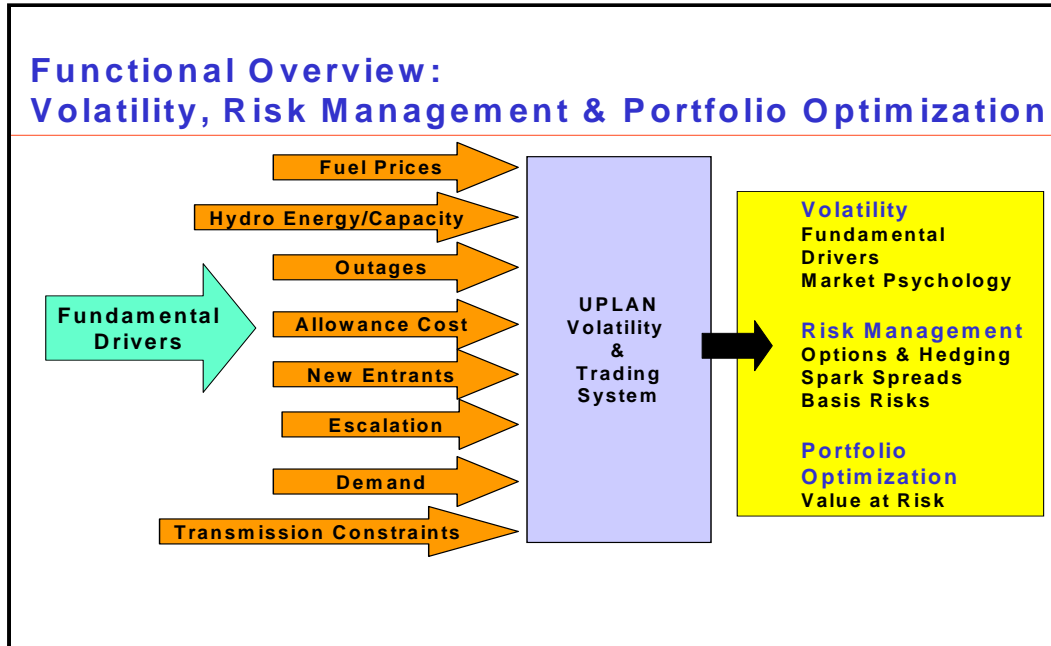 Functional Overview:
Volatility, Risk Management & Portfolio Optimization
Fundamental
Drivers
Fuel Prices
Hydro Energy/Capacity
Outages
Allowance Cost
New Entrants
Escalation
Demand
Transmission Constraints
UPLAN
Volatility
&
Trading
System
Volatility
Fundamental
Drivers
Market Psychology
Risk Management
Options & Hedging
Spark Spreads
Basis Risks
Portfolio
Optimization
Value at Risk